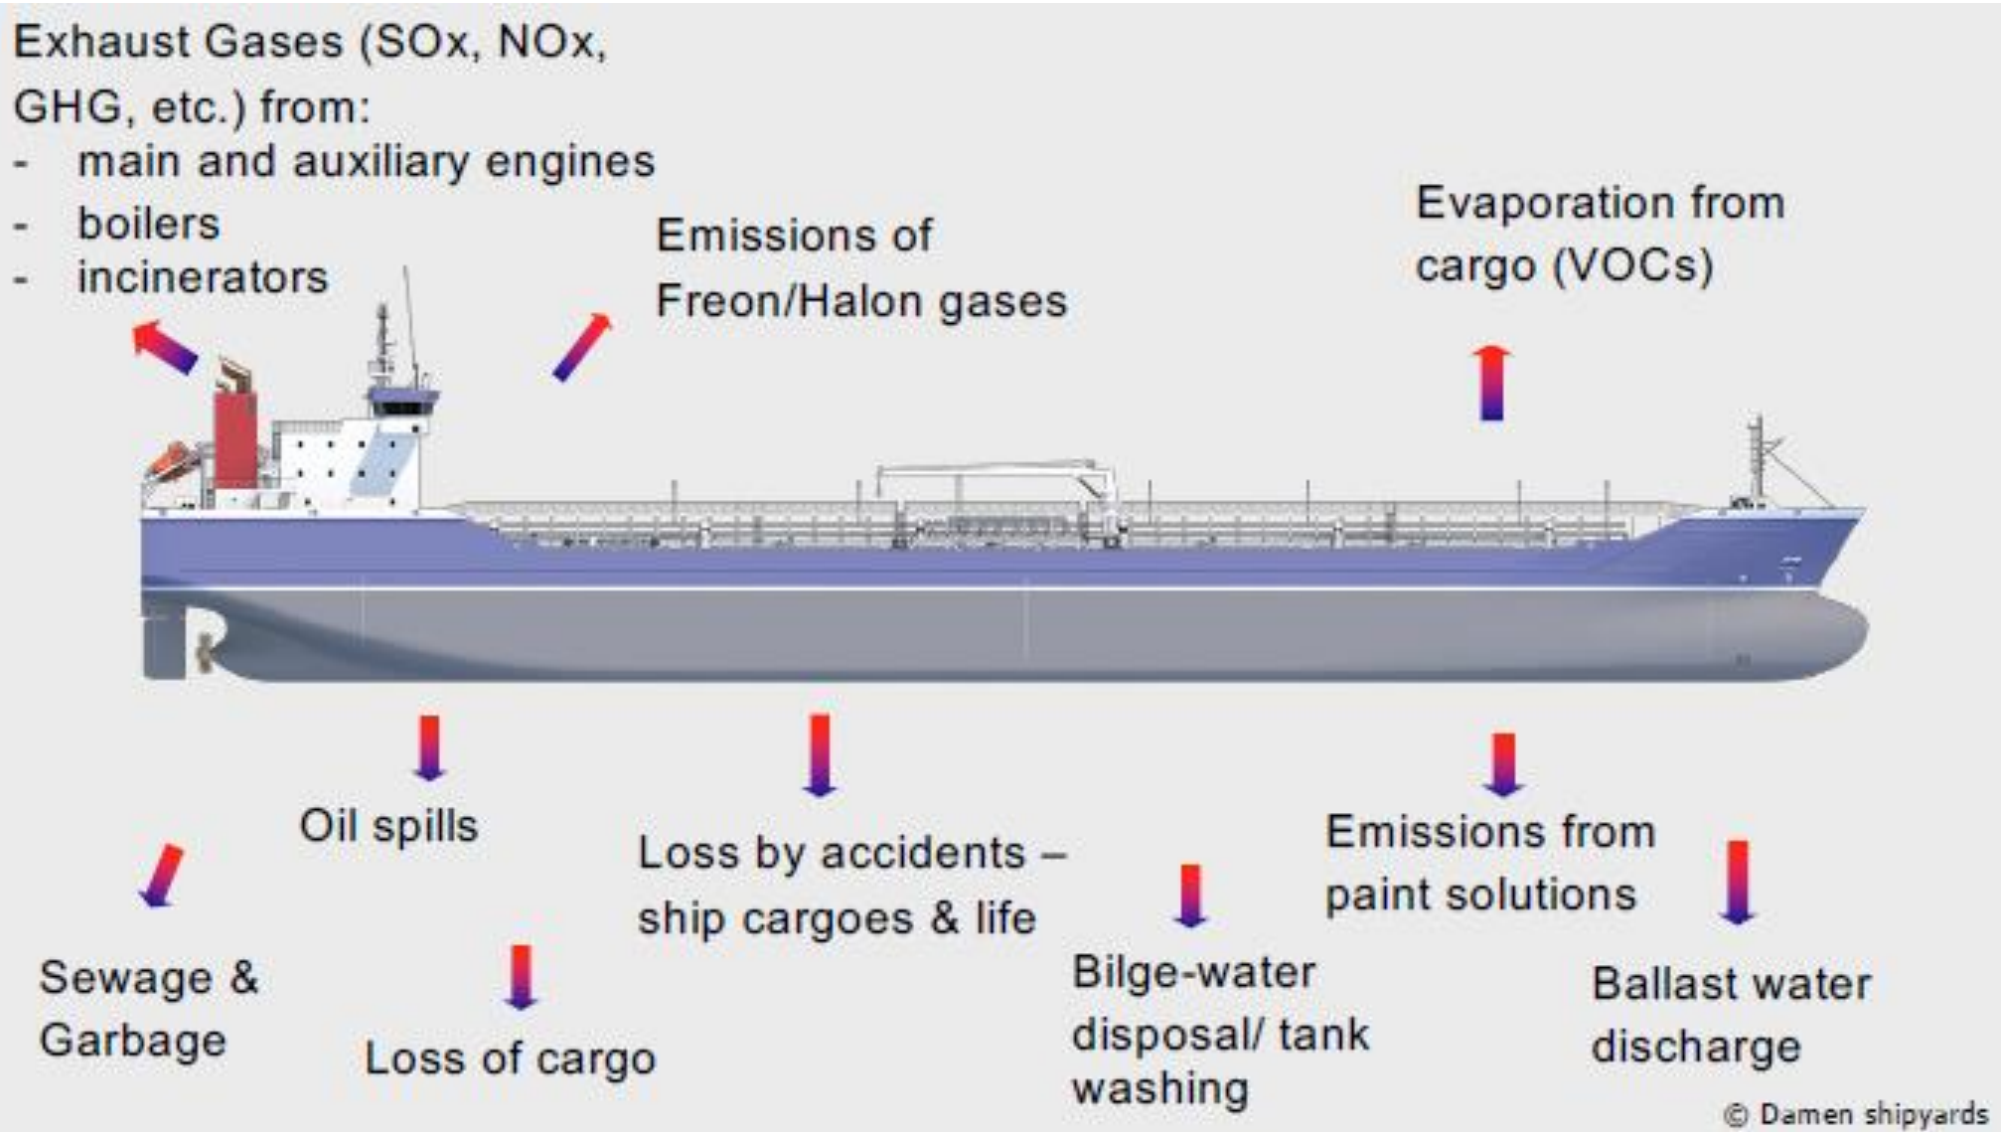 Exhaust Gases (SOx, NOx,
GHG, etc.) from:
- main and auxiliary engines
- boilers
- incinerators
Emissions of
Freon/Halon gases
Evaporation from
cargo (VOCs)
Oil spills
Loss by accidents –
ship cargoes & life
Emissions from
paint solutions
Sewage &
Garbage
Loss of cargo
Bilge-water
disposal/ tank
washing
Ballast water
discharge
© Damen shipyards